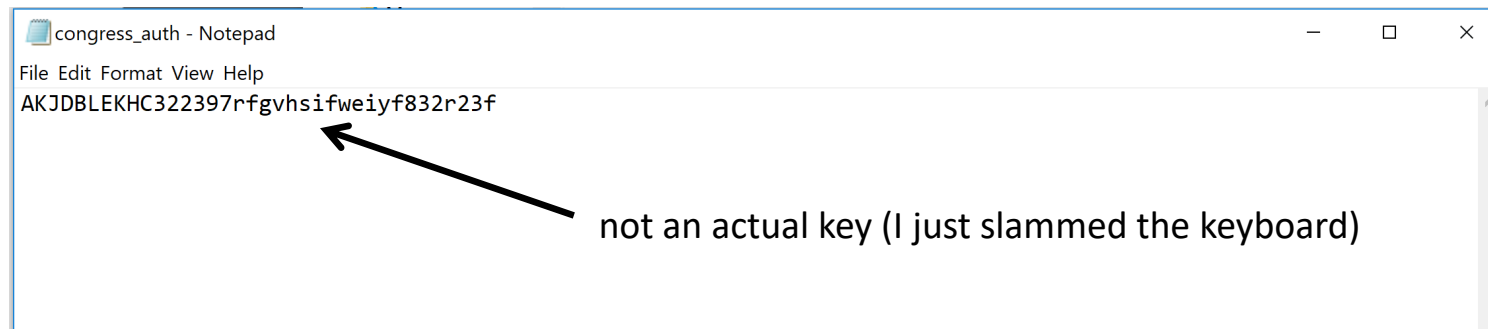 congress_auth - Notepad
File Edit Format View Help
AKJDBLEKHC322397rfgvhsifweiyf832r23f
not an actual key (I just slammed the keyboard)